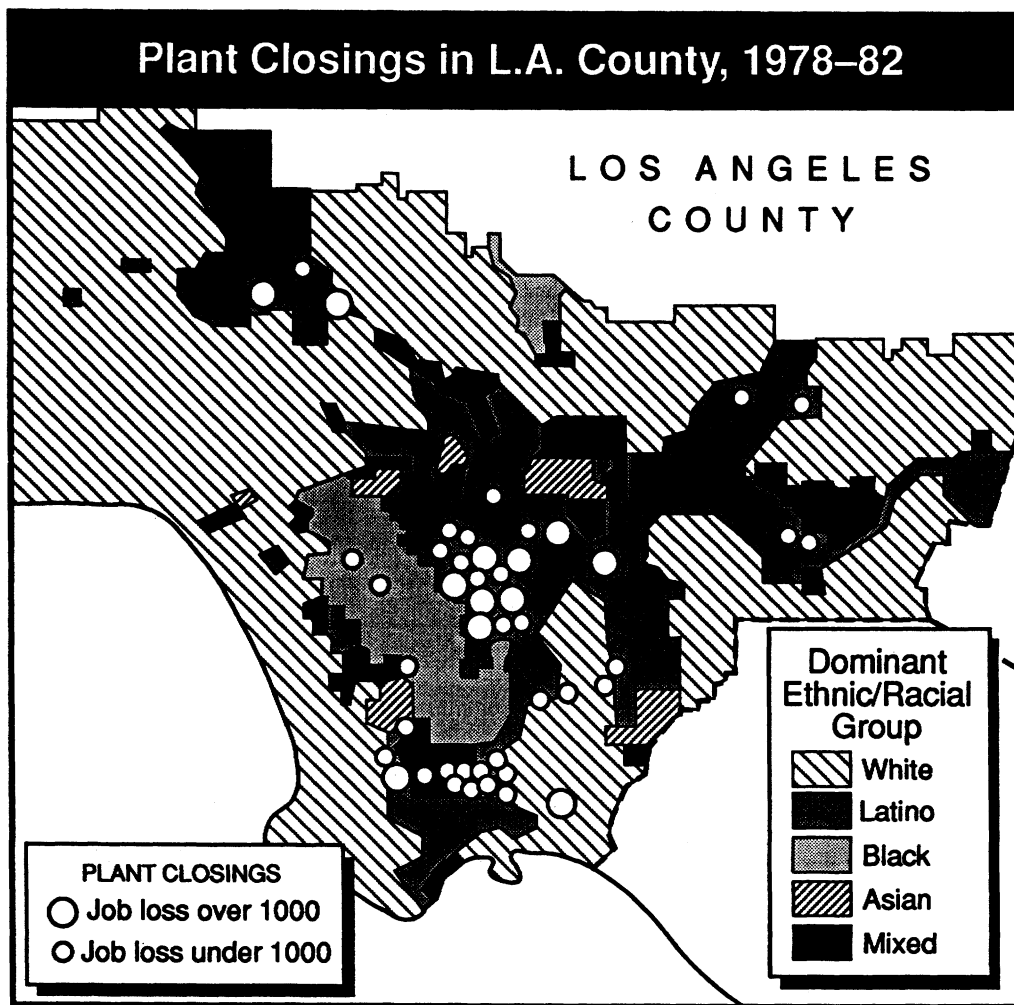 Plant Closings in L.A. County, 1978–82
LOS ANGELES
COUNTY
PLANT CLOSINGS
Job loss over 1000
Job loss under 1000
Dominant
Ethnic/Racial
Group
White
Latino
Black
Asian
Mixed